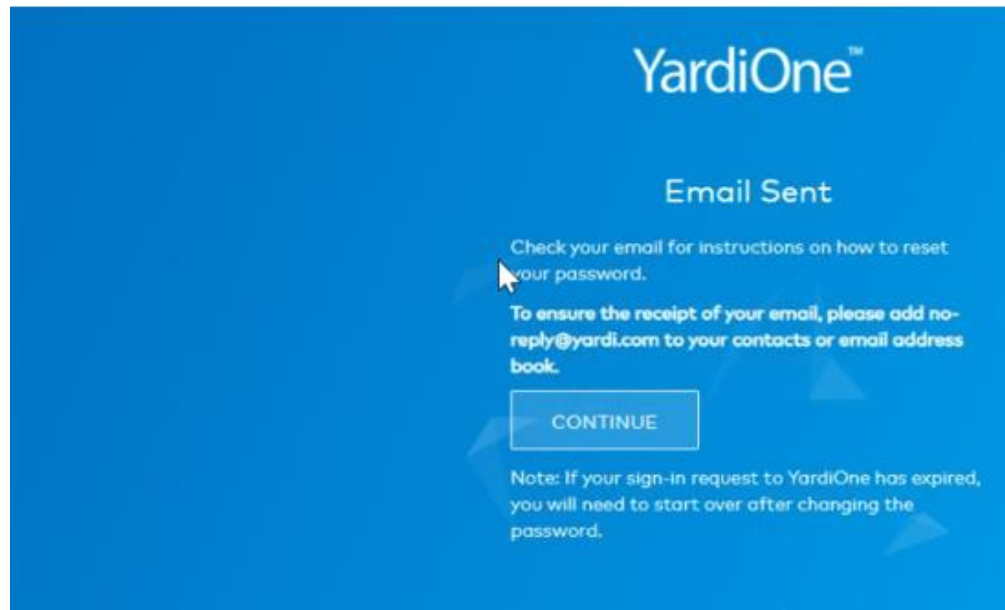 YardiOne™
Email Sent
Check your email for instructions on how to reset
your password.
To ensure the receipt of your email, please add no-
reply@yardi.com to your contacts or email address
book.
CONTINUE
Note: If your sign-in request to YardiOne has expired,
you will need to start over after changing the
password.